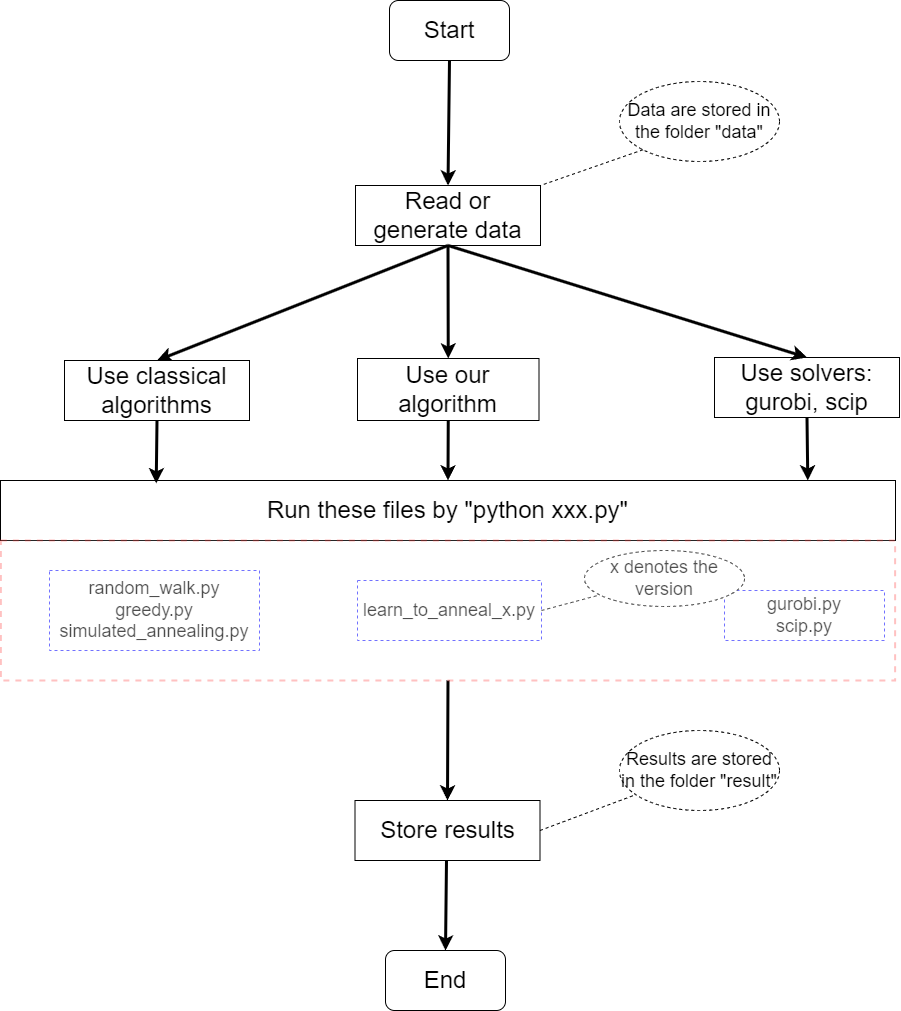 Start
Data are stored in
the folder "data"
Read or
generate data
Use classical
algorithms
Use our
algorithm
Use solvers:
gurobi, scip
Run these files by "python xxx.py"
random_walk.py
greedy.py
simulated_annealing.py
learn_to_anneal_x.py
x denotes the
version
gurobi.py
scip.py
Results are stored
in the folder "result"
Store results
End